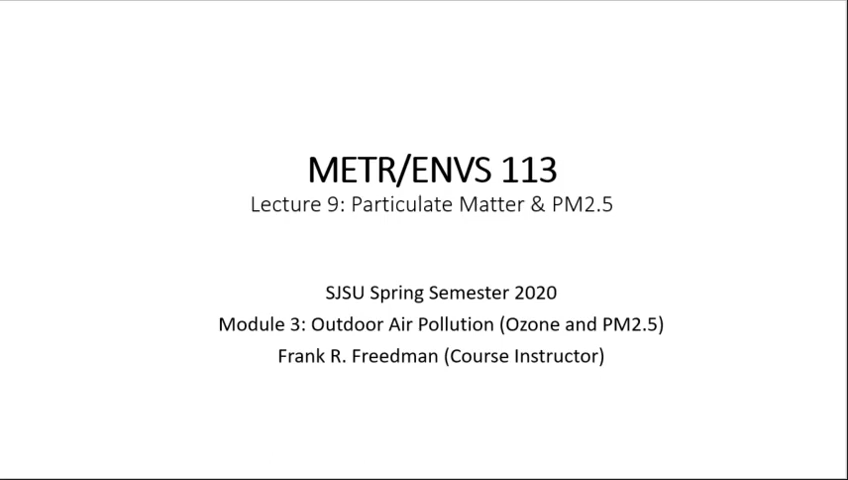 METR/ENVS 113
Lecture 9: Particulate Matter & PM2.5
SJSU Spring Semester 2020
Module 3: Outdoor Air Pollution (Ozone and PM2.5)
Frank R. Freedman (Course Instructor)